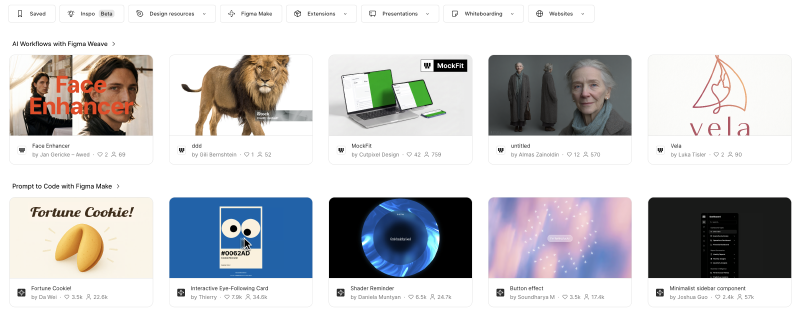 Saved
Inspo Beta
Design resources
Figma Make
Extensions
Presentations
Whiteboarding
Websites
AI Workflows with Figma Weave
Face
Enhancer
MockFit
vela
Face Enhancer
by Jan Gericke – Awed · 2 69
ddd
by Gili Bernshtein · 1 52
MockFit
by Cutpixel Design · 42 759
untitled
by Almas Zainoldin · 12 570
Vela
by Luka Tisler · 2 90
Prompt to Code with Figma Make
Fortune Cookie!
#0062AD
Fortune Cookie!
by Da Wei · 3.5k 22.6k
Interactive Eye-Following Card
by Thierry · 7.9k 34.6k
Shader Reminder
by Daniela Muntyan · 6.5k 24.7k
Button effect
by Soundharya.M · 3.5k 17.4k
Minimalist sidebar component
by Joshua Guo · 2.4k 57k